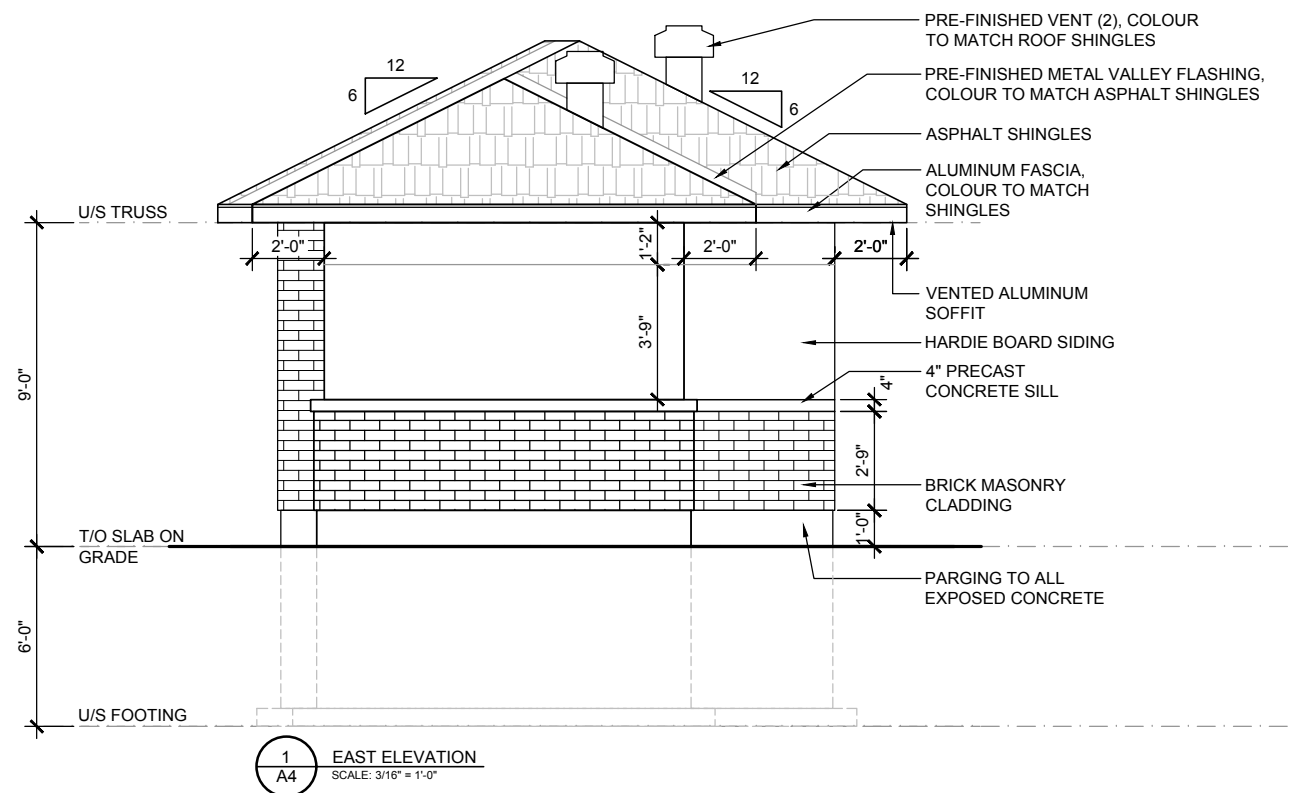 PRE-FINISHED VENT (2), COLOUR
TO MATCH ROOF SHINGLES
12
6
12
6
PRE-FINISHED METAL VALLEY FLASHING,
COLOUR TO MATCH ASPHALT SHINGLES
ASPHALT SHINGLES
ALUMINUM FASCIA,
COLOUR TO MATCH
SHINGLES
U/S TRUSS
2'-0"
1'-2"
2'-0"
2'-0"
VENTED ALUMINUM
SOFFIT
3'-9"
HARDIE BOARD SIDING
9'-0"
4" PRECAST
CONCRETE SILL
4"
2'-9"
BRICK MASONRY
CLADDING
1'-0"
T/O SLAB ON
GRADE
PARGING TO ALL
EXPOSED CONCRETE
6'-0"
U/S FOOTING
1
A4
EAST ELEVATION
SCALE: 3/16" = 1'-0"